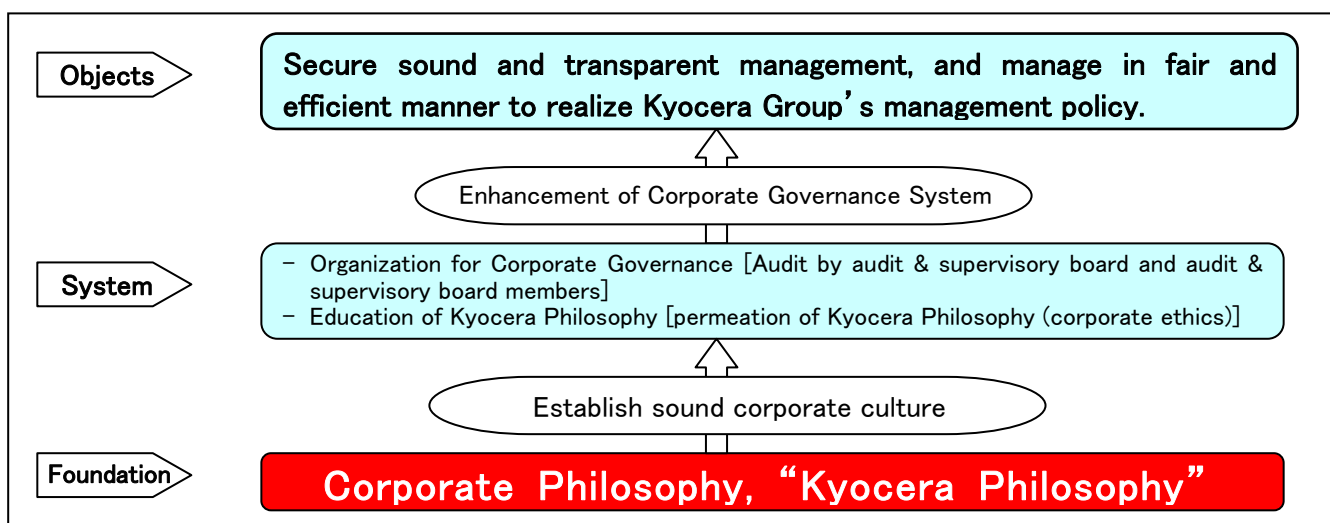 Objects
Secure sound and transparent management, and manage in fair and
efficient manner to realize Kyocera Group’s management policy.
Enhancement of Corporate Governance System
System
－ Organization for Corporate Governance [Audit by audit & supervisory board and audit &
supervisory board members]
－ Education of Kyocera Philosophy [permeation of Kyocera Philosophy (corporate ethics)]
Establish sound corporate culture
Foundation
Corporate Philosophy, “Kyocera Philosophy”